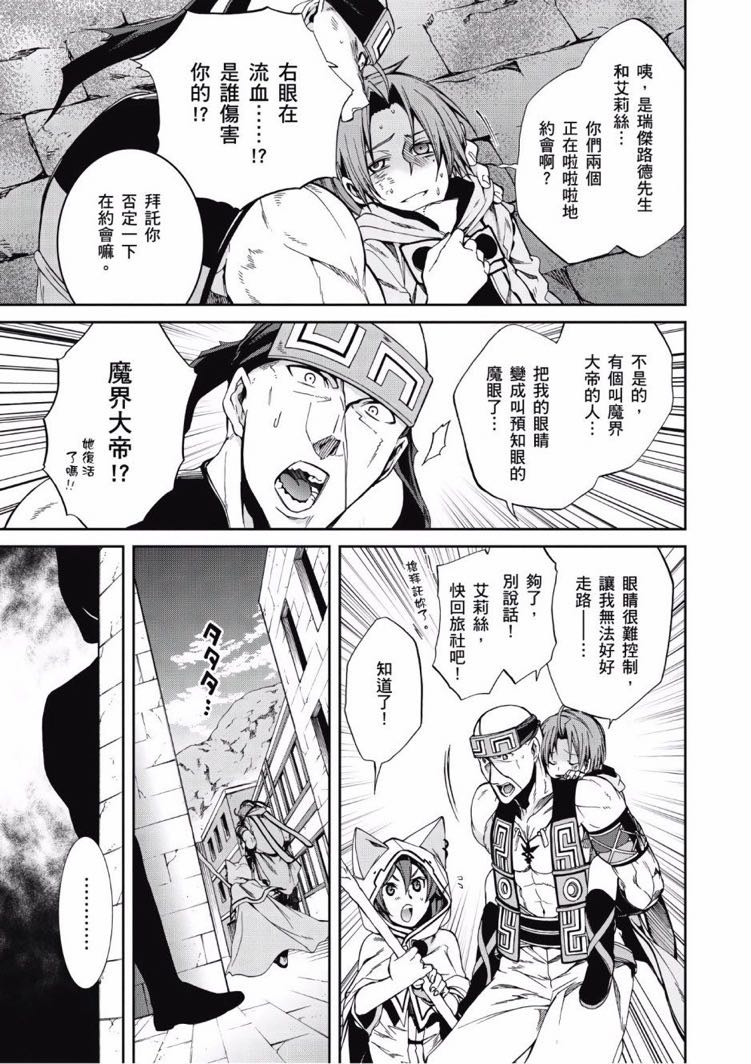 咦，是瑞傑路德先生
和艾莉絲…
你們兩個
正在啦啦啦地
約會啊？
右眼在
流血……!?
是誰傷害
你的!?
拜託你
否定一下
在約會嘛。
不是的，
有個叫魔界
大帝的人…
把我的眼睛
變成叫預知眼的
魔眼了…
魔界大帝!?
她復活
了嗎!!
眼睛很難控制，
讓我無法好好
走路——…
夠了，
別說話！
艾莉絲，
快回旅社吧！
槍拜託妳了。
知道了！
タタタタ…
………